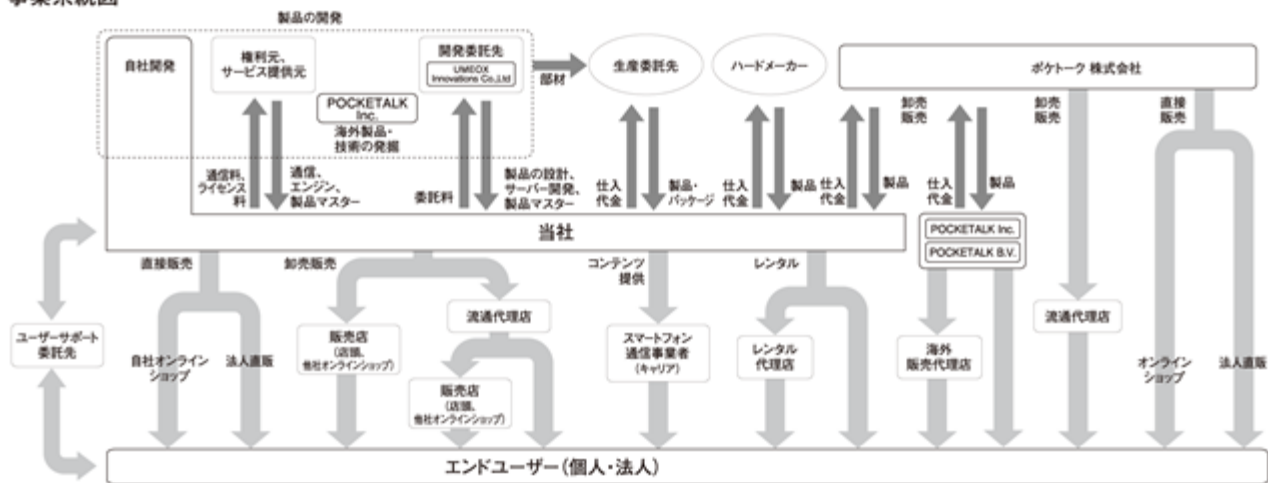 事業系統図
製品の開発
自社開発
権利元、
サービス提供元
POCKETALK
Inc.
海外製品・
技術の発掘
開発委託先
UMEOX
Innovations Co.,Ltd
部材
生産委託先
ハードメーカー
ポケトーク 株式会社
通信料、
ライセンス
料
通信、
エンジン、
製品マスター
委託料
製品の設計、
サーバー開発、
製品マスター
仕入
代金
製品・
パッケージ
仕入
代金
製品
仕入
代金
製品
卸売
販売
仕入
代金
製品
卸売
販売
直接
販売
当社
POCKETALK Inc.
POCKETALK B.V.
直接販売
卸売販売
コンテンツ
提供
レンタル
ユーザーサポート
委託先
自社オンライン
ショップ
法人直販
販売店
(店頭、
他社オンラインショップ)
流通代理店
販売店
(店頭、
他社オンラインショップ)
スマートフォン
通信事業者
(キャリア)
レンタル
代理店
海外
販売代理店
流通代理店
オンライン
ショップ
法人直販
エンドユーザー(個人・法人)